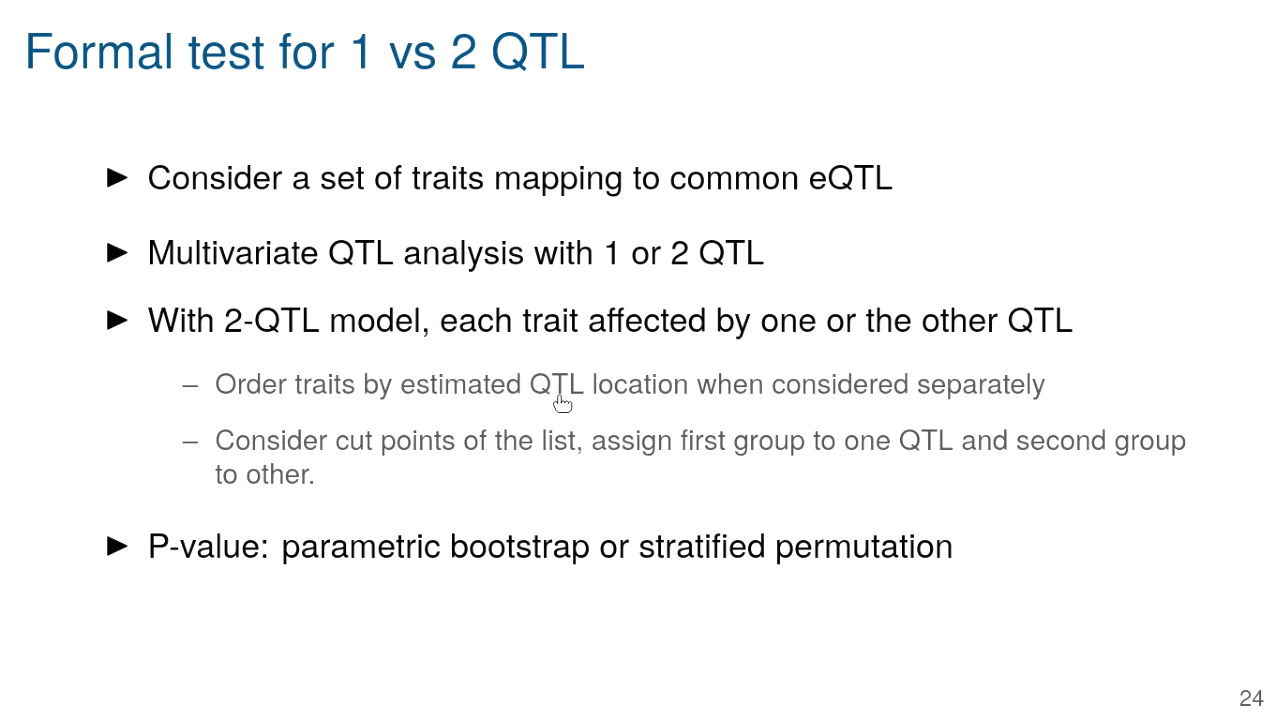 Formal test for 1 vs 2 QTL
▶ Consider a set of traits mapping to common eQTL
▶ Multivariate QTL analysis with 1 or 2 QTL
▶ With 2-QTL model, each trait affected by one or the other QTL
– Order traits by estimated QTL location when considered separately
– Consider cut points of the list, assign first group to one QTL and second group
to other.
▶ P-value: parametric bootstrap or stratified permutation
24